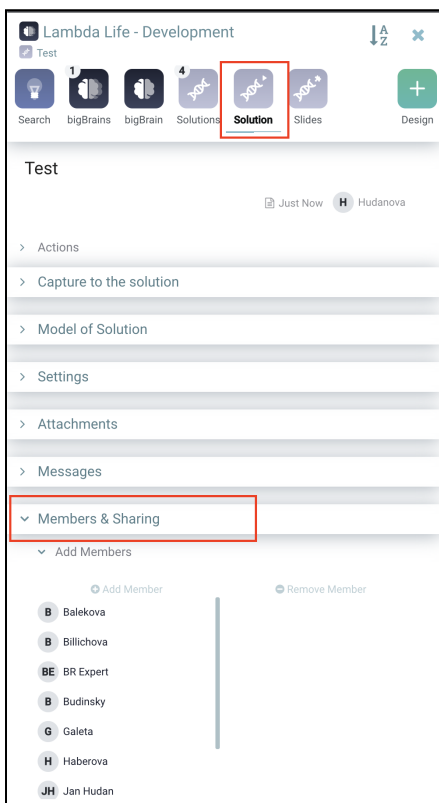 Lambda Life - Development
A
Z
Test
1
4
Search bigBrains bigBrain Solutions Solution Slides Design
Test
Just Now H Hudanova
Actions
Capture to the solution
Model of Solution
Settings
Attachments
Messages
Members & Sharing
Add Members
Add Member Remove Member
B Balekova
B Billichova
BE BR Expert
B Budinsky
G Galeta
H Haberova
JH Jan Hudan